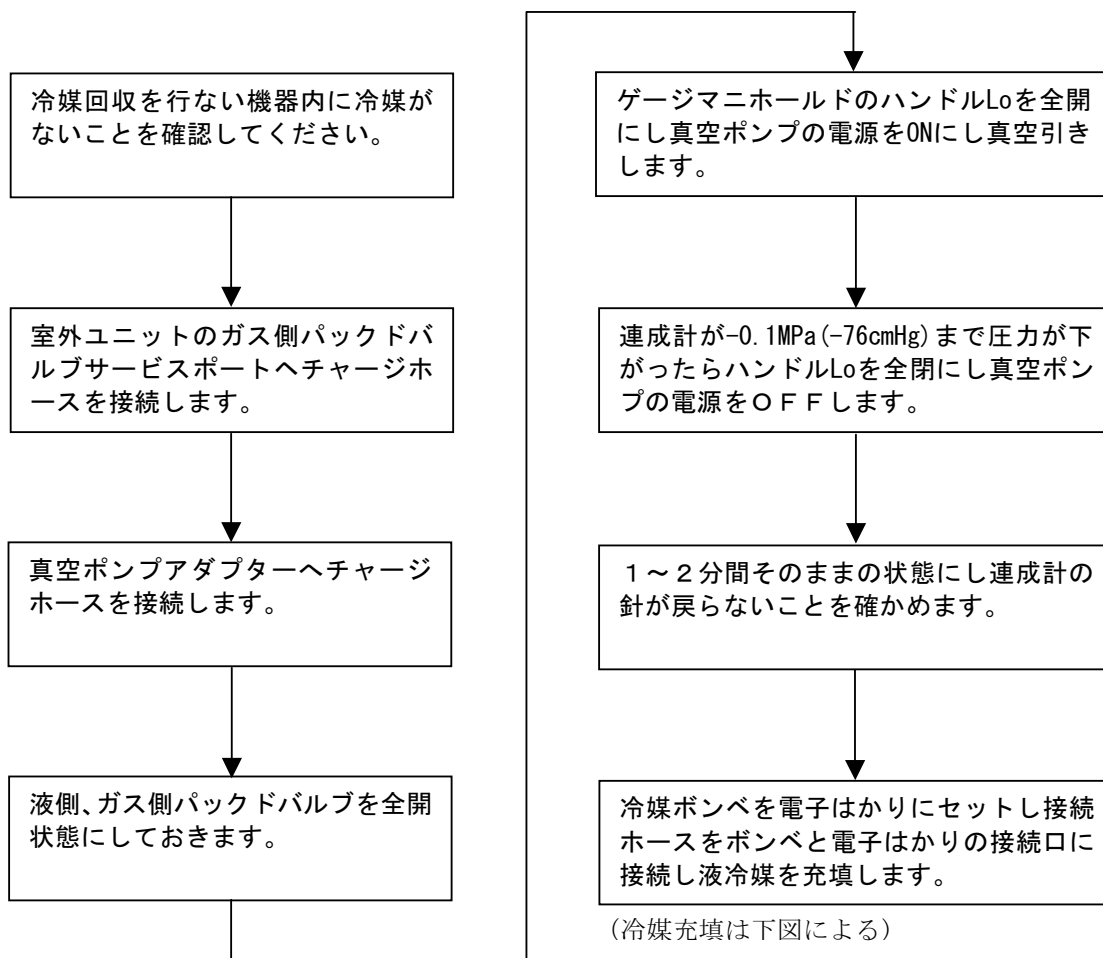 冷媒回収を行ない機器内に冷媒が
ないことを確認してください。
室外ユニットのガス側パックドバ
ルブサービスポートへチャージホ
ースを接続します。
真空ポンプアダプターへチャージ
ホースを接続します。
液側、ガス側パックドバルブを全開
状態にしておきます。
ゲージマニホールドのハンドルLoを全開
にし真空ポンプの電源をONにし真空引き
します。
連成計が-0.1MPa(-76cmHg)まで圧力が下
がったらハンドルLoを全閉にし真空ポン
プの電源をＯＦＦします。
１～２分間そのままの状態にし連成計の
針が戻らないことを確かめます。
冷媒ボンベを電子はかりにセットし接続
ホースをボンベと電子はかりの接続口に
接続し液冷媒を充填します。
(冷媒充填は下図による)